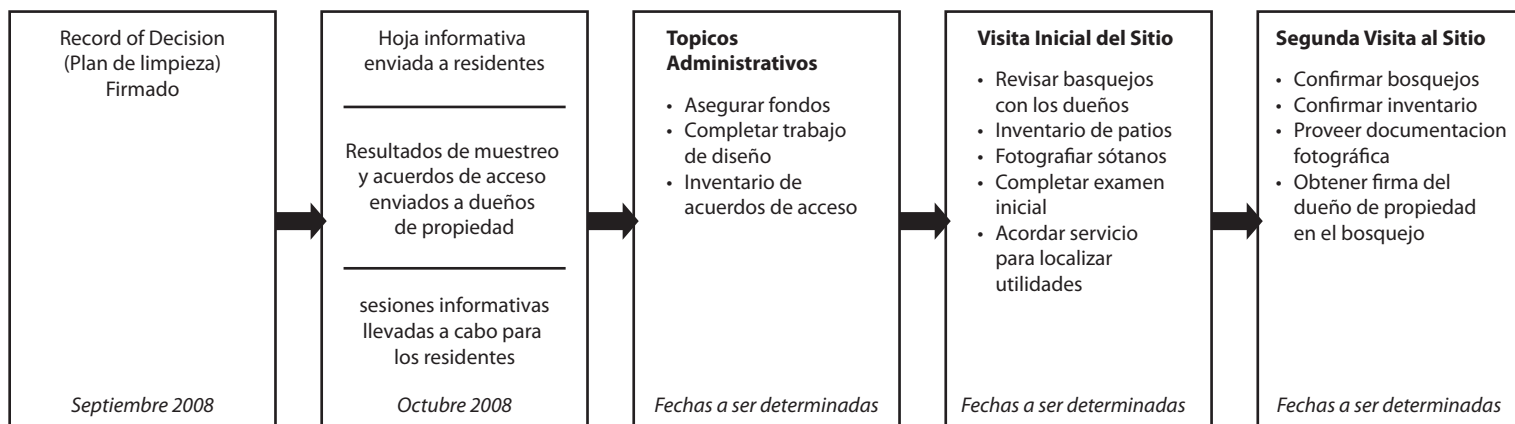 Record of Decision
(Plan de limpieza)
Firmado
Septiembre 2008
Hoja informativa
enviada a residentes
Resultados de muestreo
y acuerdos de acceso
enviados a dueños
de propiedad
sesiones informativas
llevadas a cabo para
los residentes
Octubre 2008
Topicos
Administrativos
• Asegurar fondos
• Completar trabajo
de diseño
• Inventario de
acuerdos de acceso
Fechas a ser determinadas
Visita Inicial del Sitio
• Revisar basquejos
con los dueños
• Inventario de patios
• Fotografiar sótanos
• Completar examen
inicial
• Acordar servicio
para localizar
utilidades
Fechas a ser determinadas
Segunda Visita al Sitio
• Confirmar bosquejos
• Confirmar inventario
• Proveer documentacion
fotográfica
• Obtener firma del
dueño de propiedad
en el bosquejo
Fechas a ser determinadas